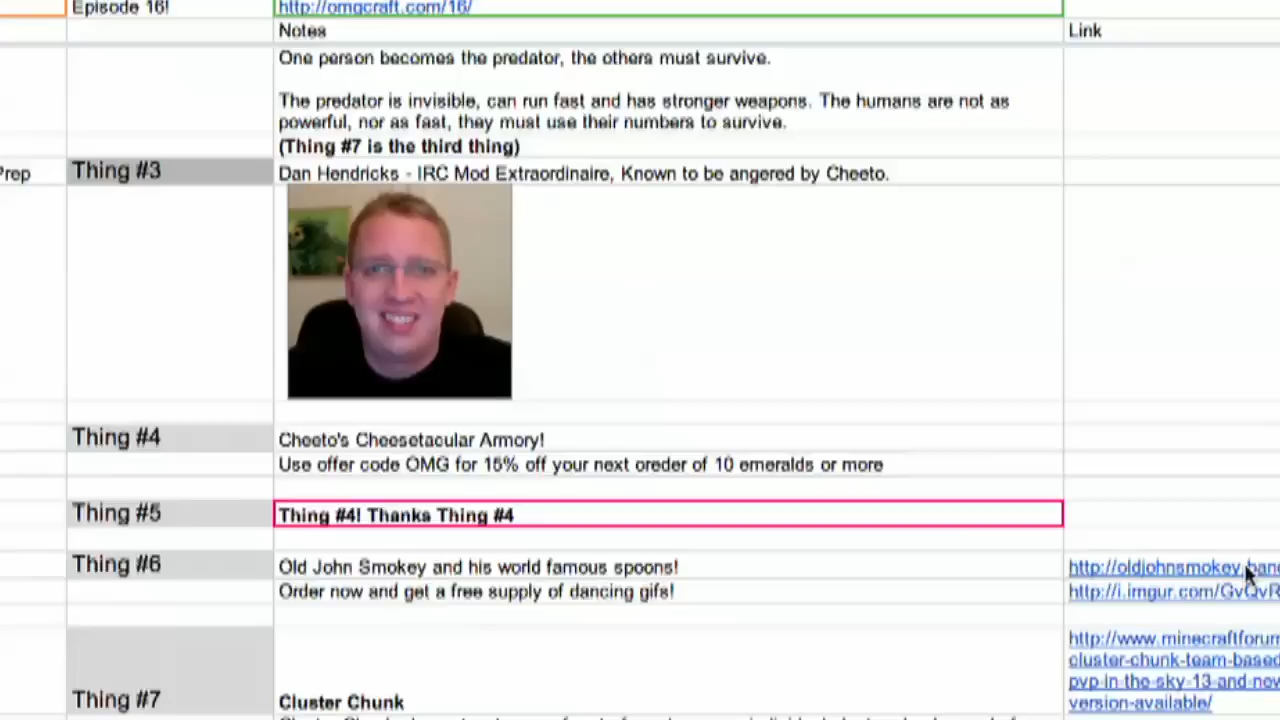 Episode 16!
http://omgcraft.com/16/
Notes
Link
One person becomes the predator, the others must survive.
The predator is invisible, can run fast and has stronger weapons. The humans are not as
powerful, nor as fast, they must use their numbers to survive.
(Thing #7 is the third thing)
Prep
Thing #3
Dan Hendricks - IRC Mod Extraordinaire, Known to be angered by Cheeto.
Thing #4
Cheeto's Cheesetacular Armory!
Use offer code OMG for 15% off your next oreder of 10 emeralds or more
Thing #5
Thing #4! Thanks Thing #4
Thing #6
Old John Smokey and his world famous spoons!
http://oldjohnsmokey.
Order now and get a free supply of dancing gifs!
http://i.imgur.com/GvQvR
http://www.minecraftforum
cluster-chunk-team-based
pvp-in-the-sky-13-and-new
Thing #7
Cluster Chunk
version-available/